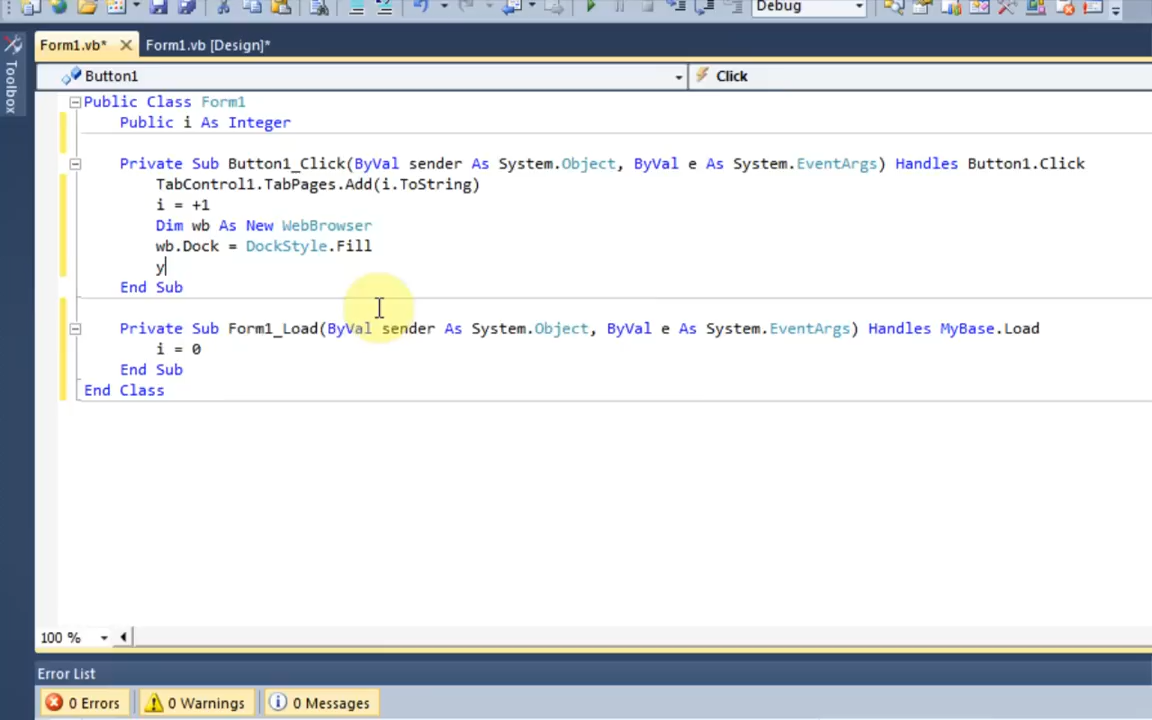 Debug
Form1.vb* Form1.vb [Design]*
Toolbox
Button1 Click
Public Class Form1
Public i As Integer
Private Sub Button1_Click(ByVal sender As System.Object, ByVal e As System.EventArgs) Handles Button1.Click
TabControl1.TabPages.Add(i.ToString)
i = +1
Dim wb As New WebBrowser
wb.Dock = DockStyle.Fill
y
End Sub
Private Sub Form1_Load(ByVal sender As System.Object, ByVal e As System.EventArgs) Handles MyBase.Load
i = 0
End Sub
End Class
100 %
Error List
0 Errors 0 Warnings 0 Messages